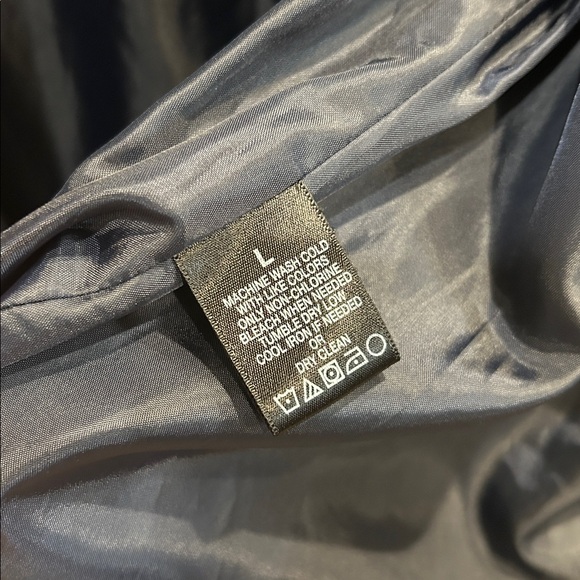 L
MACHINE WASH COLD
WITH LIKE COLORS
ONLY NON-CHLORINE
BLEACH WHEN NEEDED
TUMBLE DRY LOW
COOL IRON IF NEEDED
OR
DRY CLEAN